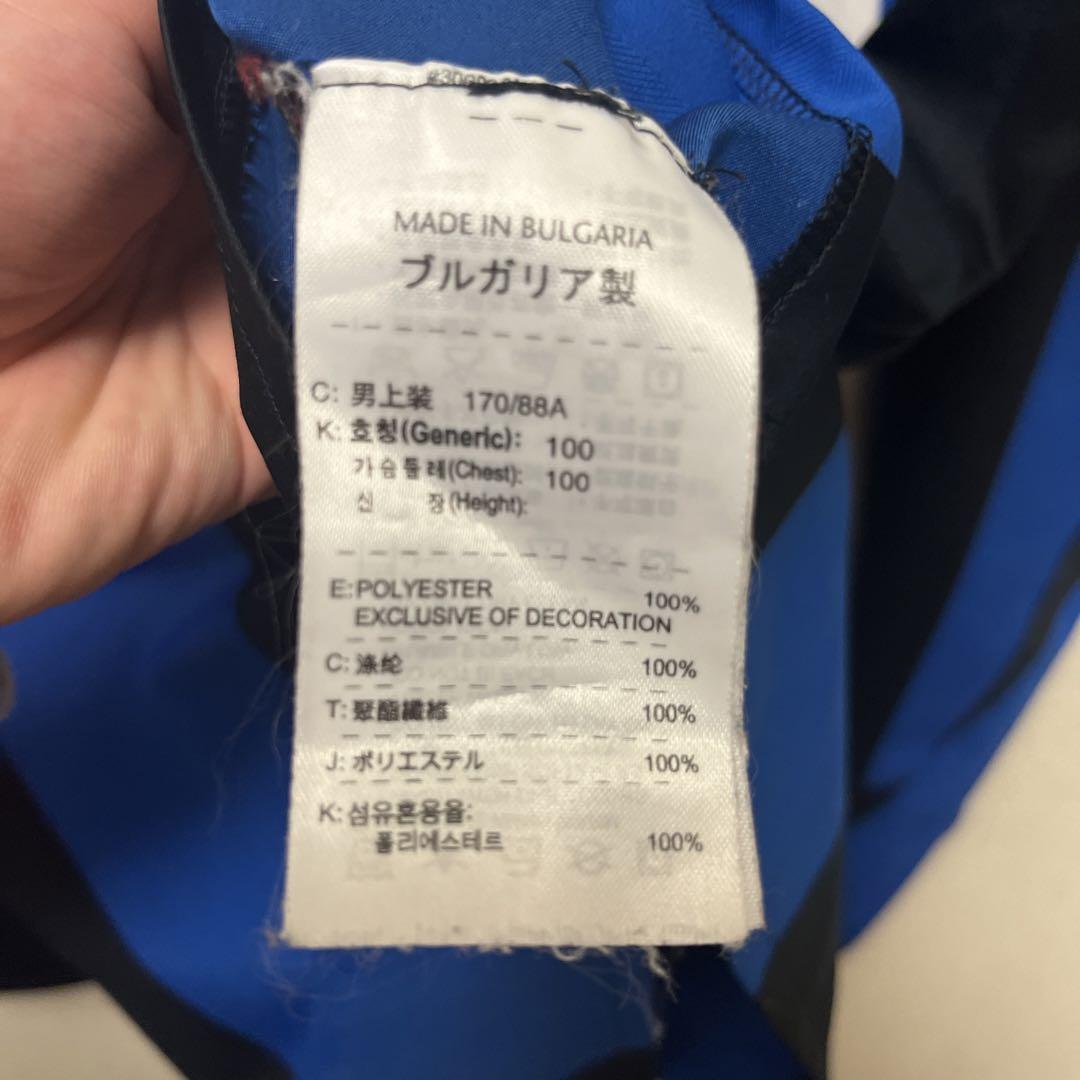 MADE IN BULGARIA
ブルガリア製
C: 男上装 170/88A
K: 호칭(Generic): 100
가슴둘레(Chest): 100
신 장(Height):
E:POLYESTER 100%
EXCLUSIVE OF DECORATION
C: 涤纶 100%
T: 聚酯纖維 100%
J: ポリエステル 100%
K: 섬유혼용율:
폴리에스테르 100%